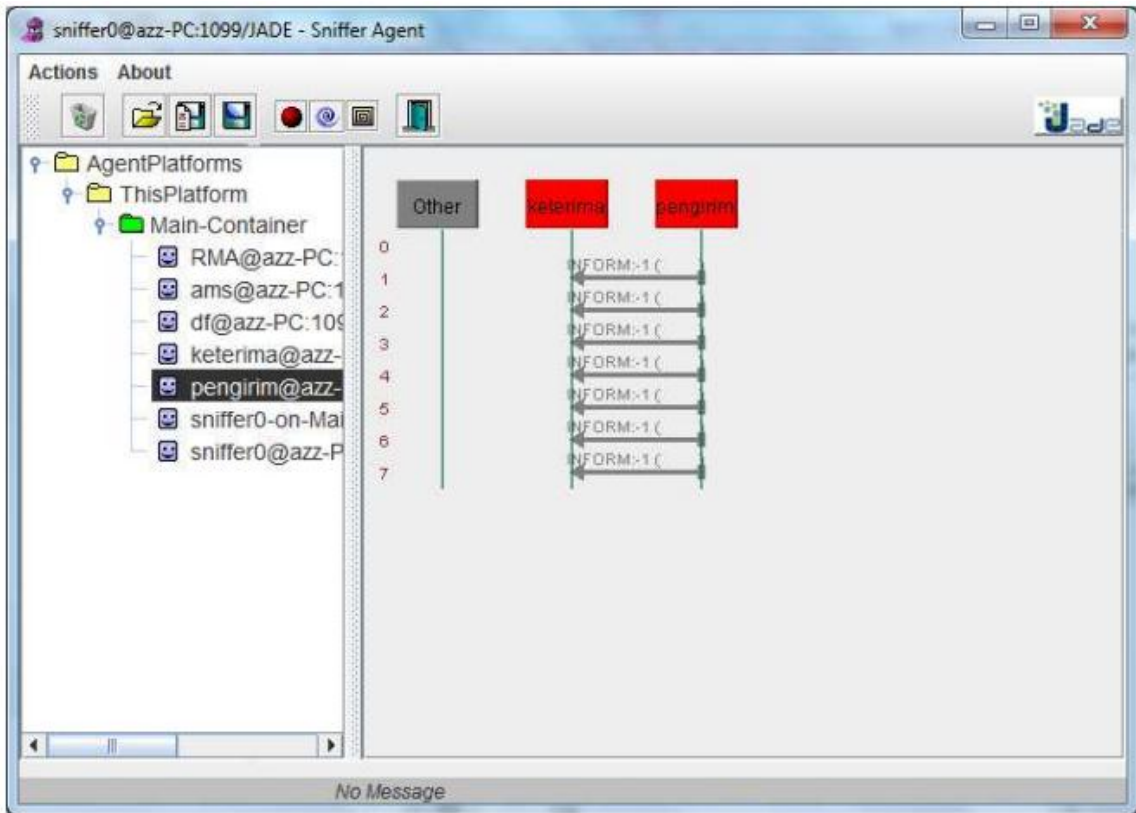 sniffer0@azz-PC:1099/JADE - Sniffer Agent
Actions About
Jade
AgentPlatforms
ThisPlatform
Main-Container
RMA@azz-PC:
ams@azz-PC:1
df@azz-PC:109
keterima@azz-
pengirim@azz-
sniffer0-on-Mai
sniffer0@azz-P
Other keterima pengirim
0
INFORM:-1 (
1
INFORM:-1 (
2
INFORM:-1 (
3
INFORM:-1 (
4
INFORM:-1 (
5
INFORM:-1 (
6
INFORM:-1 (
7
No Message